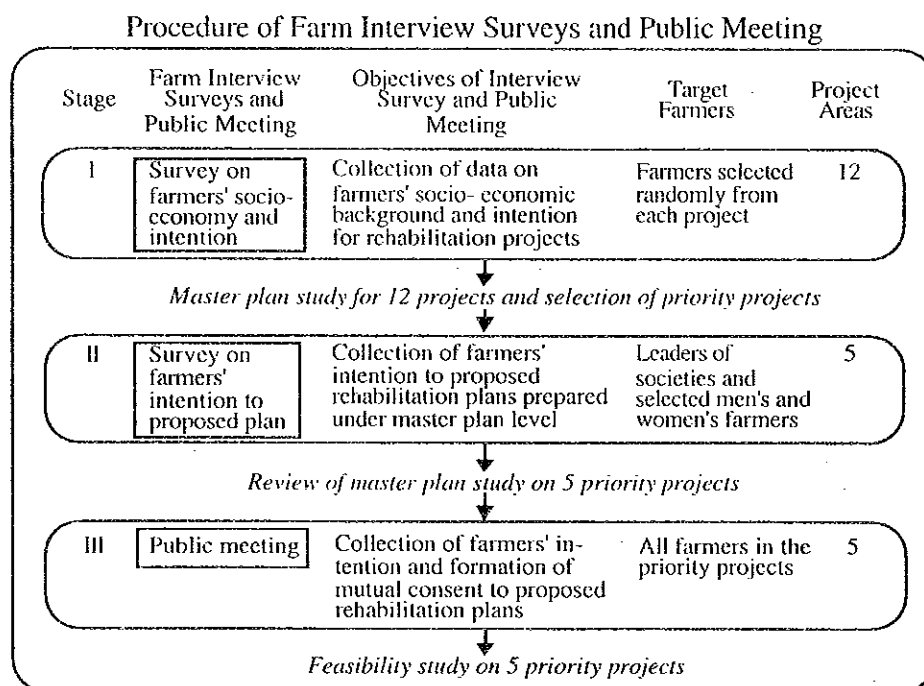 Procedure of Farm Interview Surveys and Public Meeting
Stage
Farm Interview
Surveys and
Public Meeting
Objectives of Interview
Survey and Public
Meeting
Target
Farmers
Project
Areas
I
Survey on
farmers' socio-
economy and
intention
Collection of data on
farmers' socio- economic
background and intention
for rehabilitation projects
Farmers selected
randomly from
each project
12
Master plan study for 12 projects and selection of priority projects
II
Survey on
farmers'
intention to
proposed plan
Collection of farmers'
intention to proposed
rehabilitation plans prepared
under master plan level
Leaders of
societies and
selected men's and
women's farmers
5
Review of master plan study on 5 priority projects
III
Public meeting
Collection of farmers' in-
tention and formation of
mutual consent to proposed
rehabilitation plans
All farmers in the
priority projects
5
Feasibility study on 5 priority projects